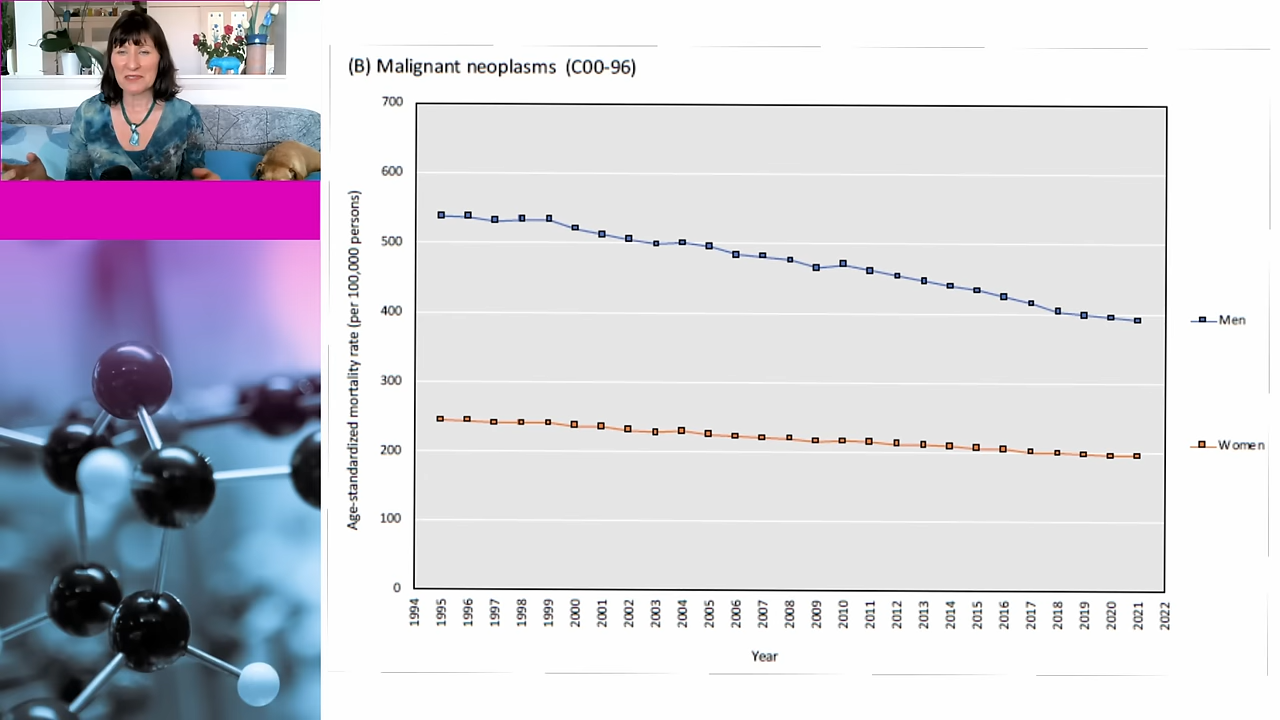 (B) Malignant neoplasms (C00-96)
700
600
500
400
300
200
100
0
Age-standardized mortality rate (per 100,000 persons)
1994 1995 1996 1997 1998 1999 2000 2001 2002 2003 2004 2005 2006 2007 2008 2009 2010 2011 2012 2013 2014 2015 2016 2017 2018 2019 2020 2021 2022
Year
Men
Women